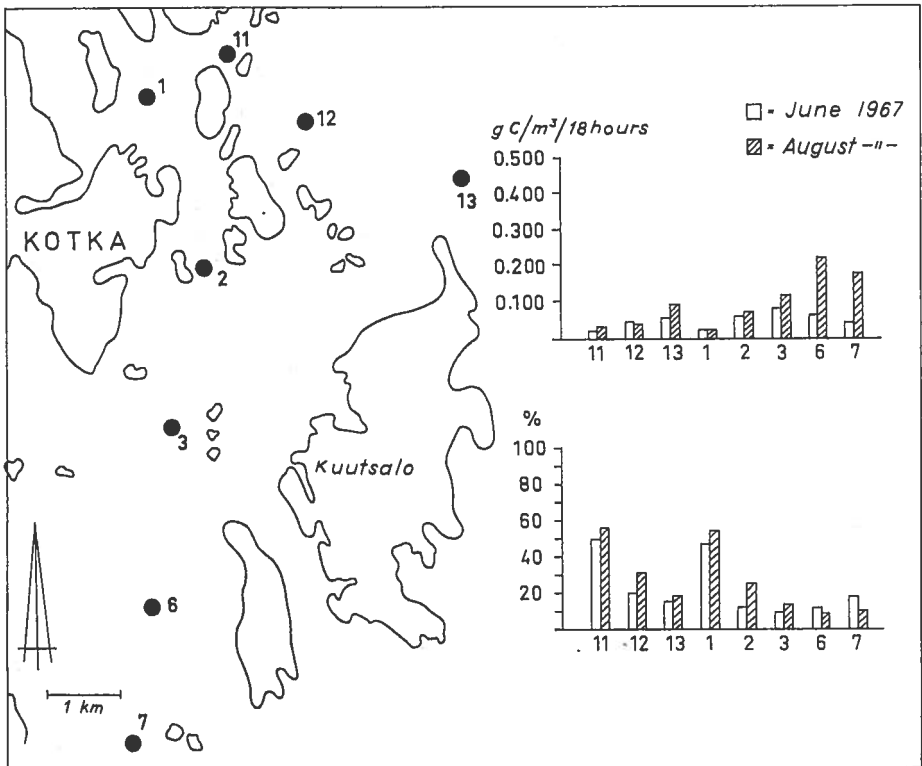 11
1
12
13
KOTKA
2
3
Kuutsalo
6
1 km
7
g C/m³/18 hours
□ = June 1967
▨ = August -"-
0.500
0.400
0.300
0.200
0.100
11 12 13 1 2 3 6 7
%
100
80
60
40
20
11 12 13 1 2 3 6 7